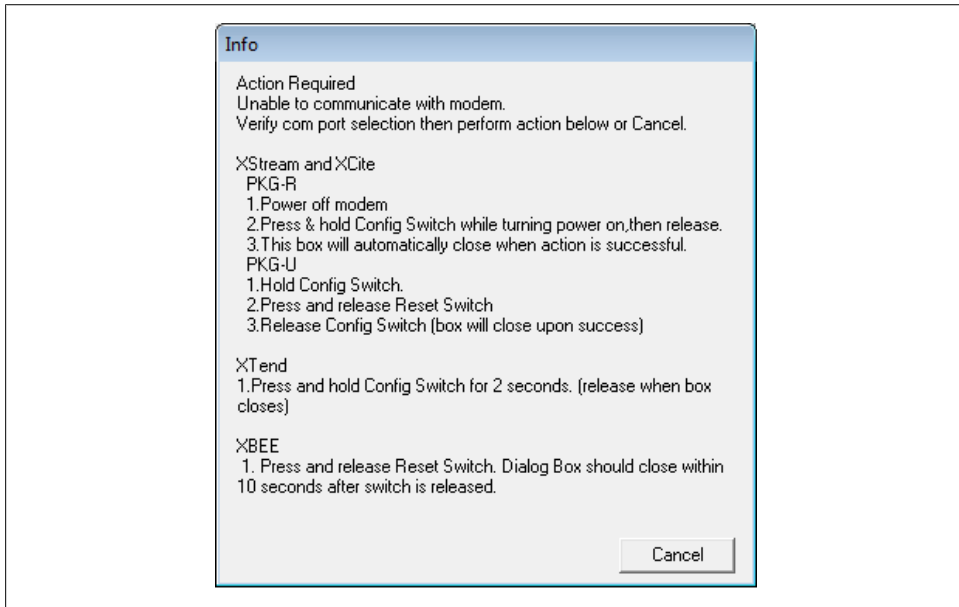 Info
Action Required
Unable to communicate with modem.
Verify com port selection then perform action below or Cancel.
XStream and XCite
PKG-R
1.Power off modem
2.Press & hold Config Switch while turning power on,then release.
3.This box will automatically close when action is successful.
PKG-U
1.Hold Config Switch.
2.Press and release Reset Switch
3.Release Config Switch (box will close upon success)
XTend
1.Press and hold Config Switch for 2 seconds. (release when box
closes)
XBEE
1. Press and release Reset Switch. Dialog Box should close within
10 seconds after switch is released.
Cancel